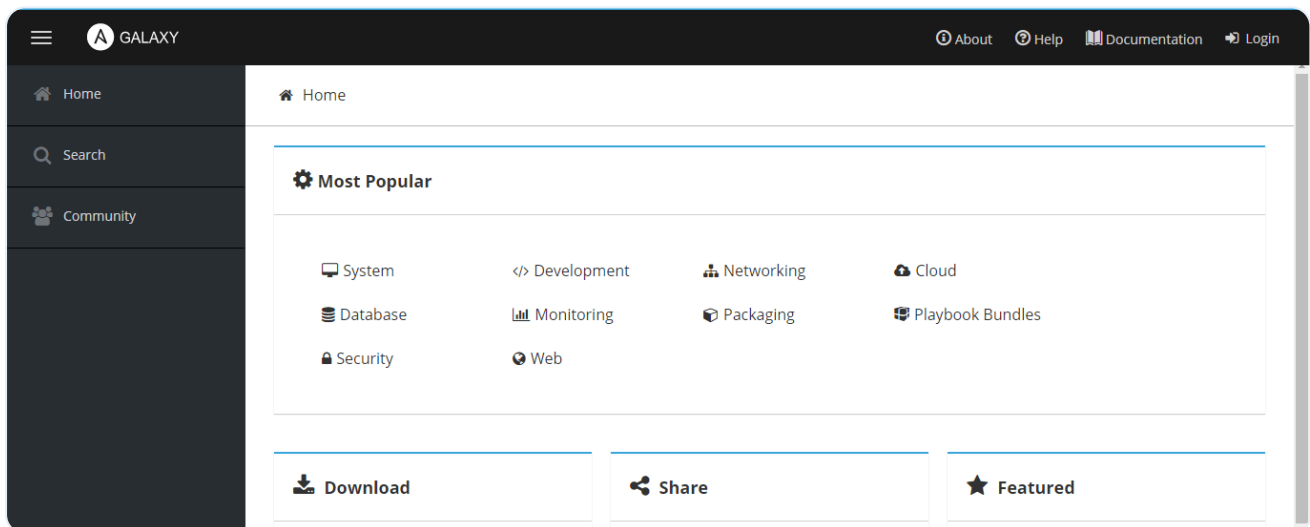 GALAXY
About Help Documentation Login
Home
Search
Community
Home
Most Popular
System Development Networking Cloud
Database Monitoring Packaging Playbook Bundles
Security Web
Download Share Featured